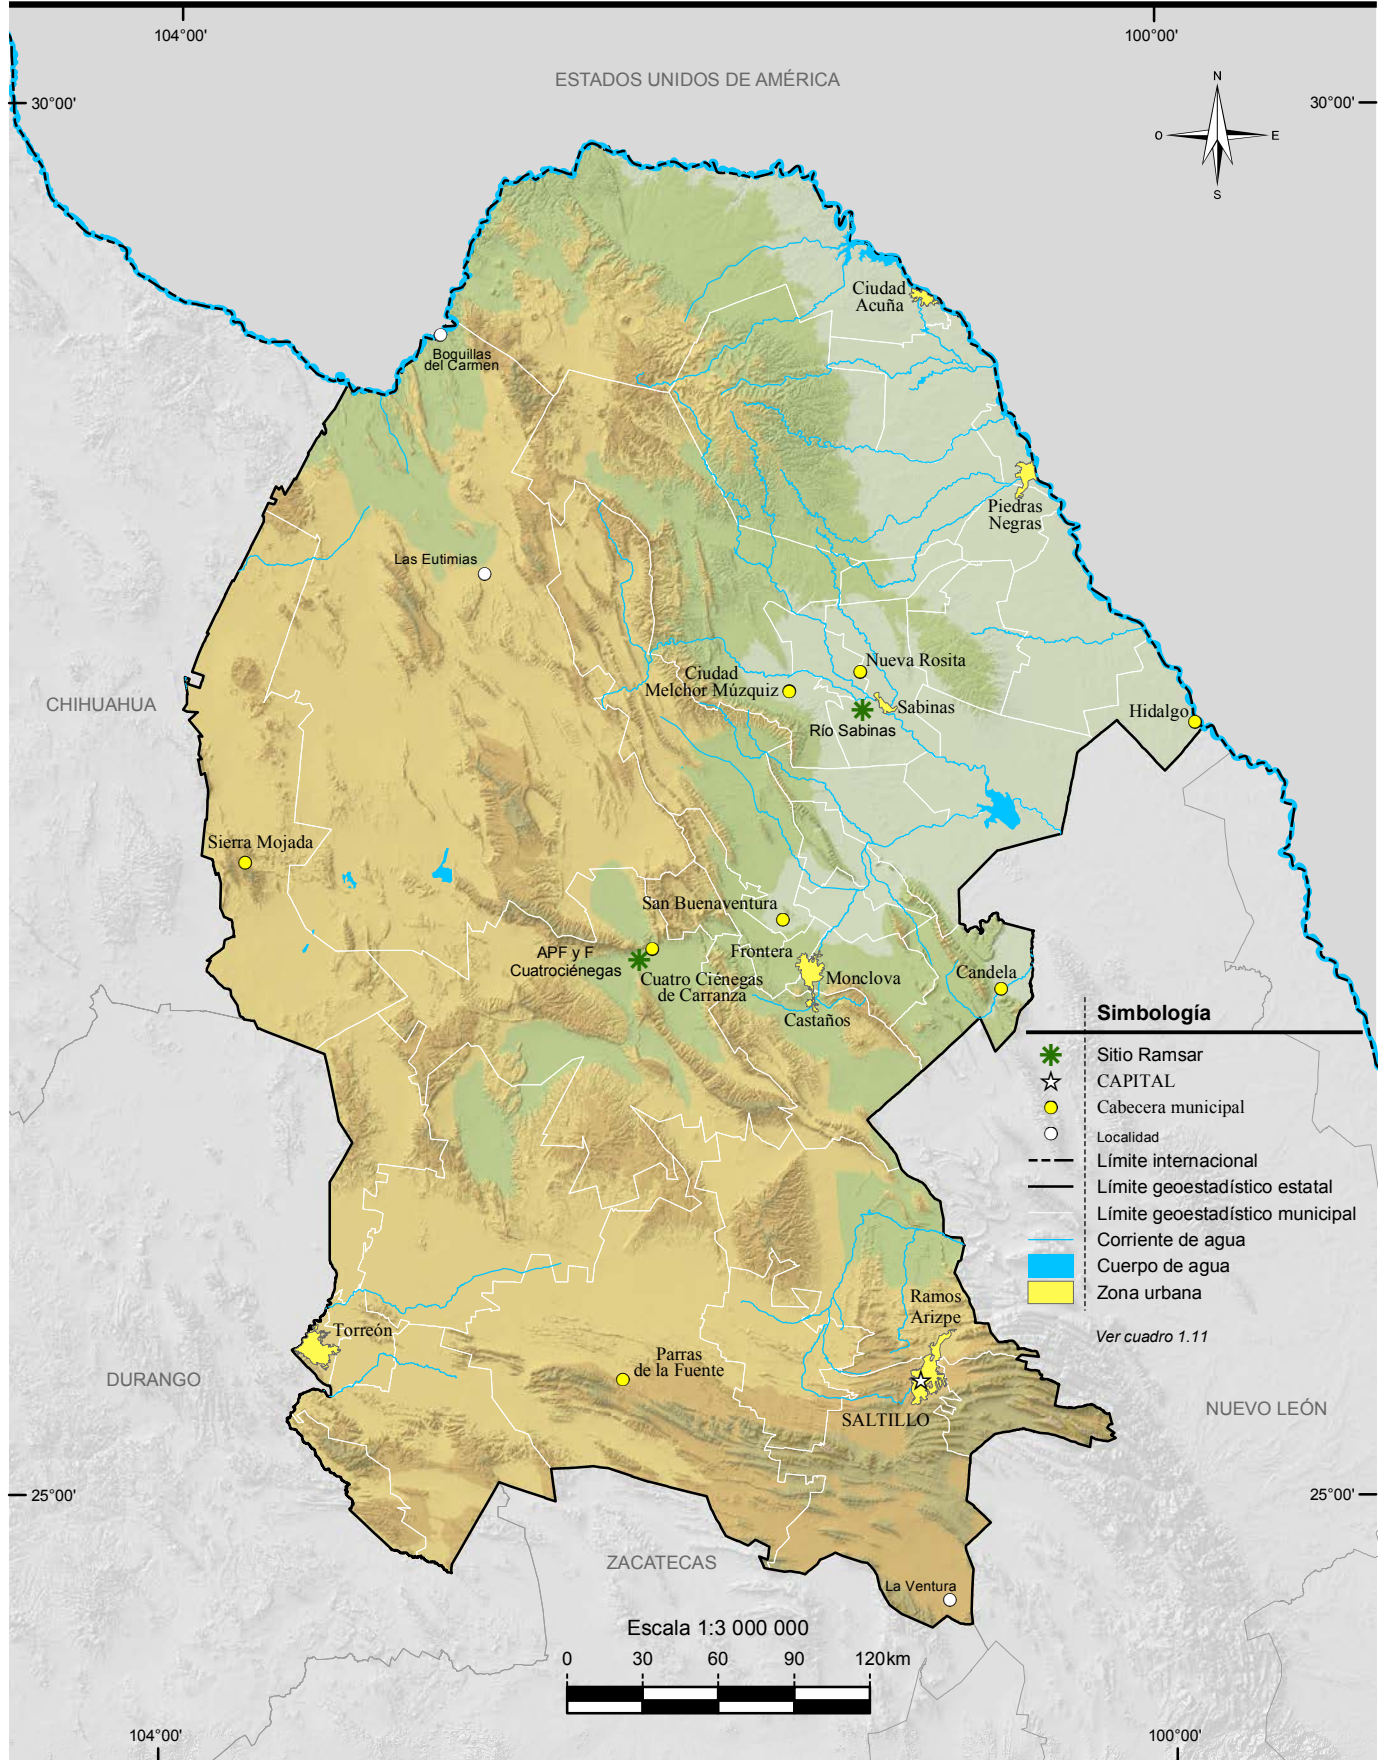 104°00'
100°00'
ESTADOS UNIDOS DE AMÉRICA
30°00'
30°00'
N
O
E
S
Ciudad
Acuña
Boquillas
del Carmen
Piedras
Negras
Las Eutimias
Nueva Rosita
Ciudad
Melchor Múzquiz
CHIHUAHUA
Sabinas
Hidalgo
Río Sabinas
Sierra Mojada
San Buenaventura
Frontera
APF y F
Cuatrociénegas
Cuatro Ciénegas
de Carranza
Monclova
Candela
Castaños
Simbología
Sitio Ramsar
CAPITAL
Cabecera municipal
Localidad
Límite internacional
Límite geoestadístico estatal
Límite geoestadístico municipal
Corriente de agua
Cuerpo de agua
Zona urbana
Ver cuadro 1.11
Ramos
Arizpe
Torreón
Parras
de la Fuente
DURANGO
SALTILLO
NUEVO LEÓN
25°00'
25°00'
ZACATECAS
La Ventura
Escala 1:3 000 000
0 30 60 90 120km
104°00'
100°00'